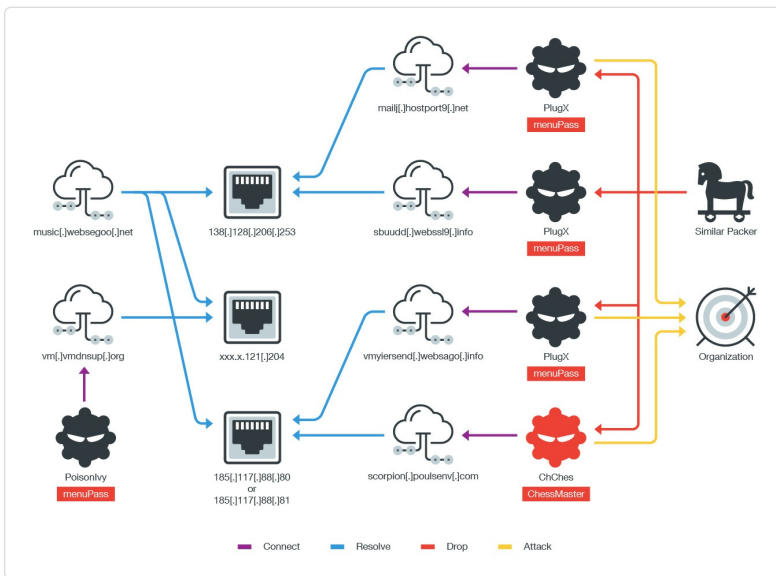 mailj[.]hostport9[.]net
PlugX
menuPass
music[.]websegoo[.]net
138[.]128[.]206[.]253
sbuudd[.]webssl9[.]info
PlugX
menuPass
Similar Packer
vm[.]vmdnsup[.]org
xxx.x.121[.]204
vmyiersend[.]websago[.]info
PlugX
menuPass
Organization
PoisonIvy
menuPass
185[.]117[.]88[.]80
or
185[.]117[.]88[.]81
scorpion[.]poulsenv[.]com
ChChes
ChessMaster
Connect
Resolve
Drop
Attack